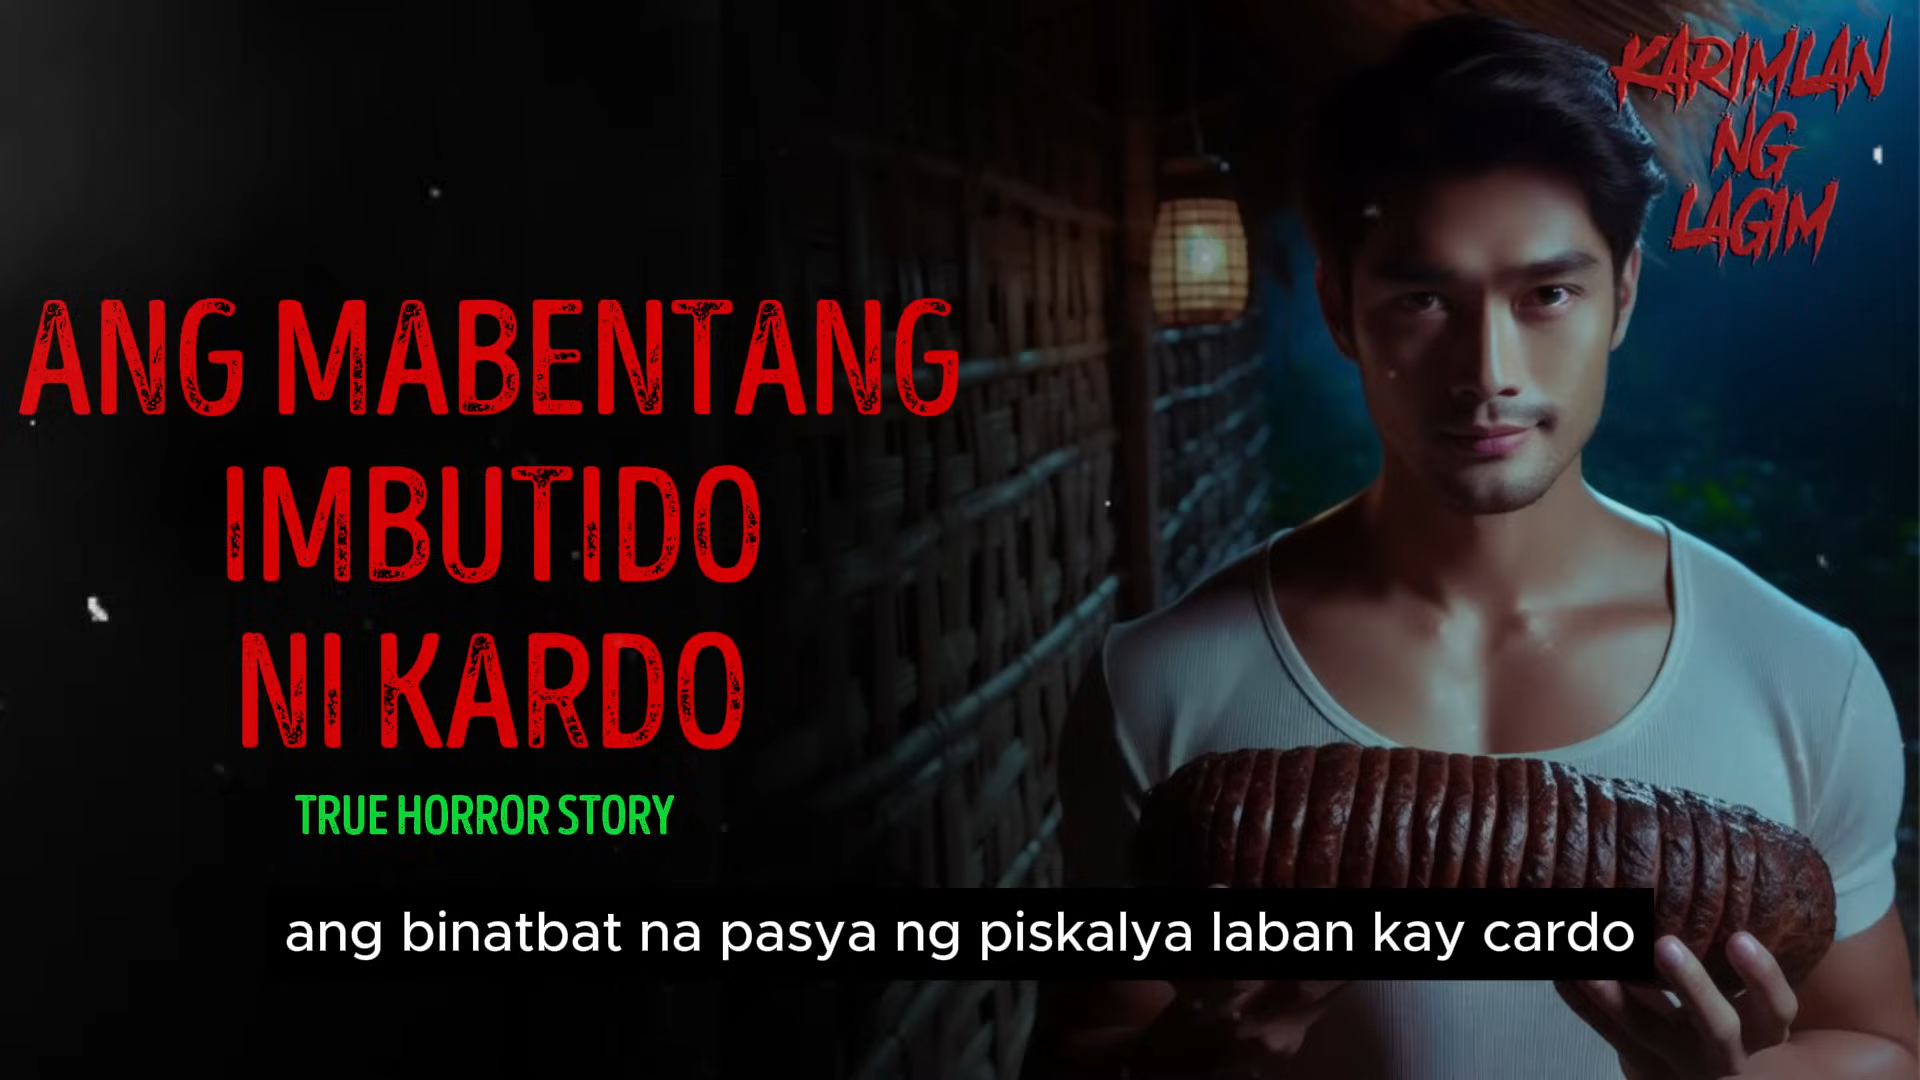 KARIMLAN
NG
LAGIM
ANG MABENTANG
IMBUTIDO
NI KARDO
TRUE HORROR STORY
ang binatbat na pasya ng piskalya laban kay cardo